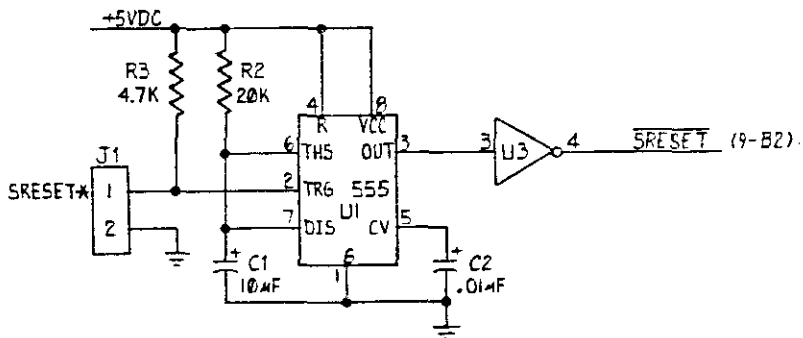 +5VDC
R3
4.7K
R2
20K
4
R
8
VCC
6
THS
OUT
3
3
U3
4
SRESET (9-B2)
J1
SRESET*
1
2
2
TRG
555
U1
7
DIS
CV
5
G
1
+
C1
10µF
+
C2
.01µF